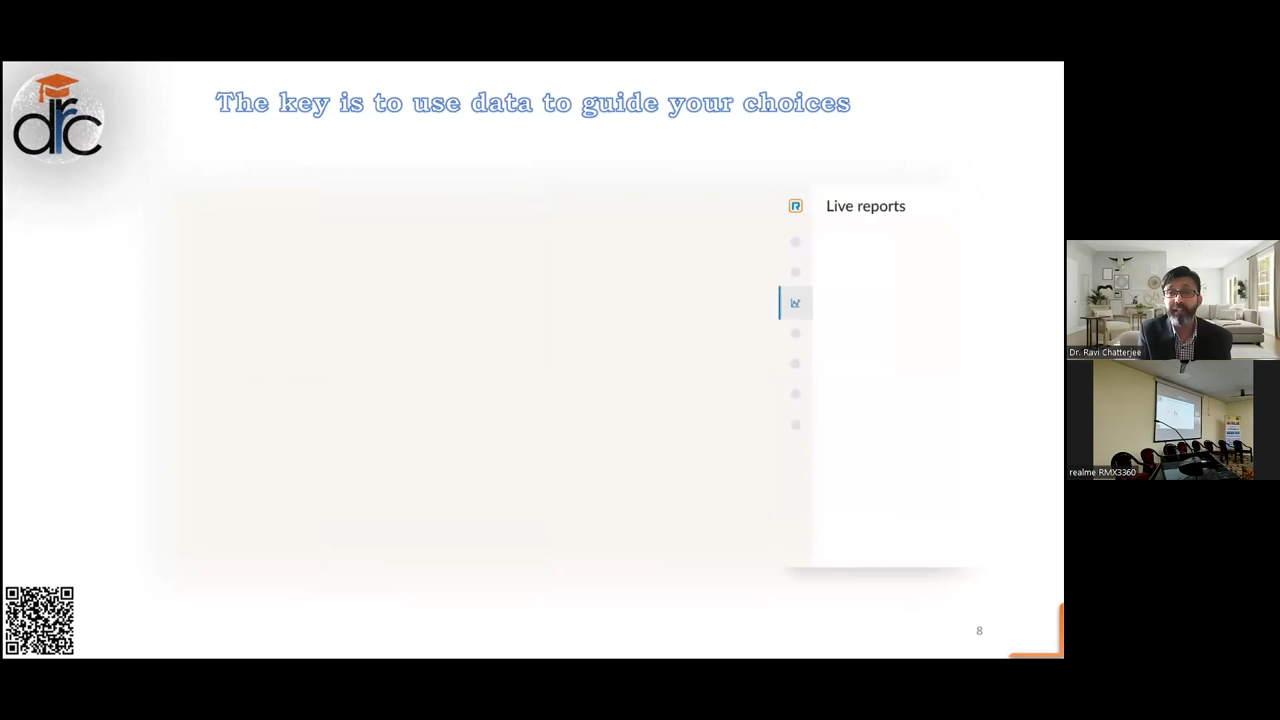 drc
The key is to use data to guide your choices
R
Live reports
8
Dr. Ravi Chatterjee
realme RMX3360